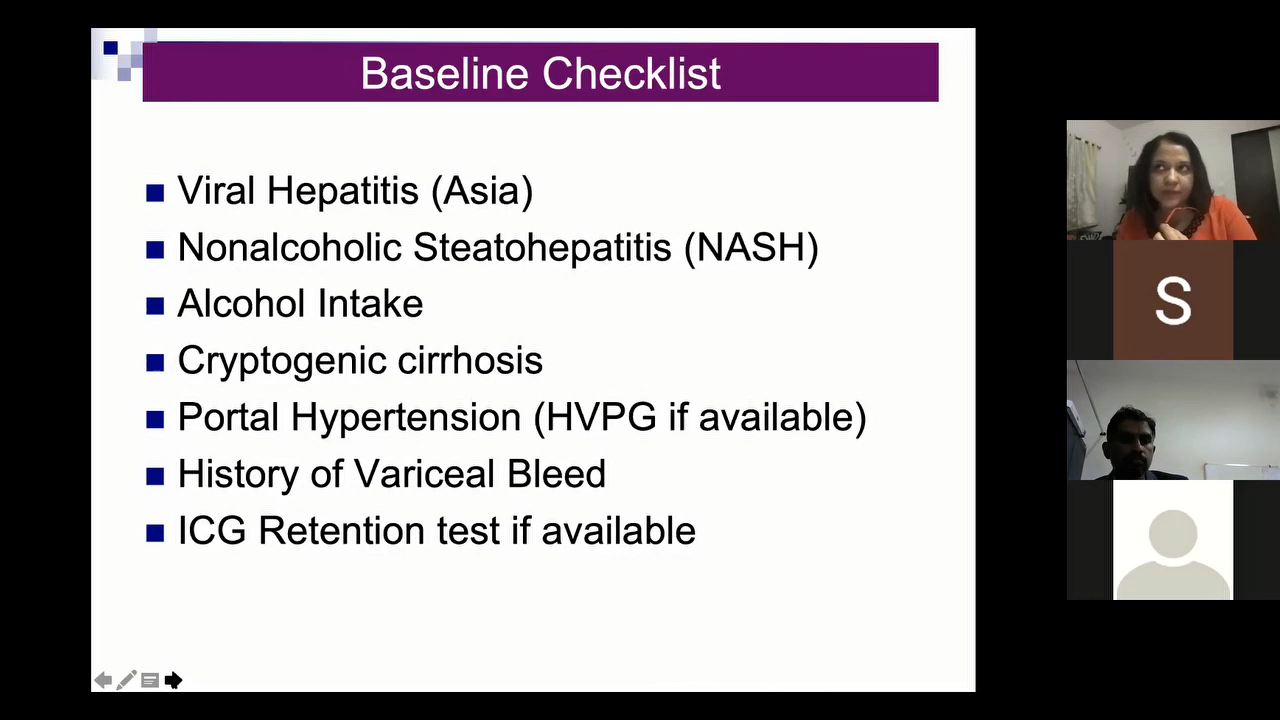 Baseline Checklist
Viral Hepatitis (Asia)
Nonalcoholic Steatohepatitis (NASH)
Alcohol Intake
Cryptogenic cirrhosis
Portal Hypertension (HVPG if available)
History of Variceal Bleed
ICG Retention test if available
S